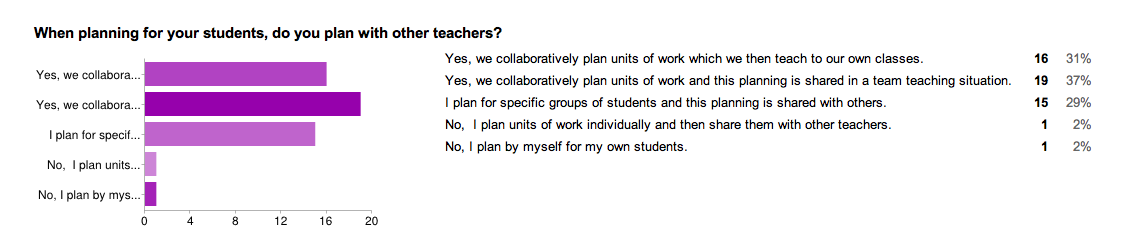 When planning for your students, do you plan with other teachers?
Yes, we collabora...
Yes, we collabora...
I plan for specif...
No,  I plan units...
No, I plan by mys...
0 4 8 12 16 20
Yes, we collaboratively plan units of work which we then teach to our own classes. 16 31%
Yes, we collaboratively plan units of work and this planning is shared in a team teaching situation. 19 37%
I plan for specific groups of students and this planning is shared with others. 15 29%
No,  I plan units of work individually and then share them with other teachers. 1 2%
No, I plan by myself for my own students. 1 2%